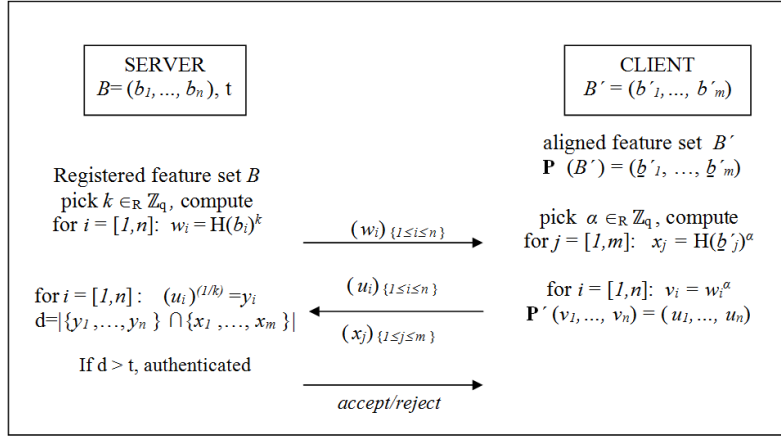 SERVER
B= (b1,..., bn), t
CLIENT
B´ = (b´1,..., b´m)
aligned feature set B´
P (B´) = (b̲´1, ..., b̲´m)
Registered feature set B
pick k ∈R ℤq, compute
for i = [1,n]: wi = H(bi)^k
(wi) {1≤i≤n}
pick α ∈R ℤq, compute
for j = [1,m]: xj = H(b̲´j)^α
for i = [1,n] : (ui)^(1/k) =yi
d=|{y1,…,yn } ∩{x1 ,…, xm }|
(ui) {1≤i≤n}
(xj) {1≤j≤m}
for i = [1,n]: vi = wi^α
P´ (v1,..., vn) = (u1,..., un)
If d > t, authenticated
accept/reject